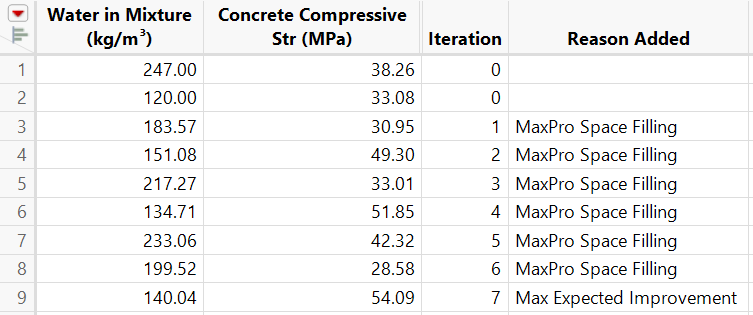 Water in Mixture Concrete Compressive
(kg/m³) Str (MPa) Iteration Reason Added
1 247.00 38.26 0
2 120.00 33.08 0
3 183.57 30.95 1 MaxPro Space Filling
4 151.08 49.30 2 MaxPro Space Filling
5 217.27 33.01 3 MaxPro Space Filling
6 134.71 51.85 4 MaxPro Space Filling
7 233.06 42.32 5 MaxPro Space Filling
8 199.52 28.58 6 MaxPro Space Filling
9 140.04 54.09 7 Max Expected Improvement